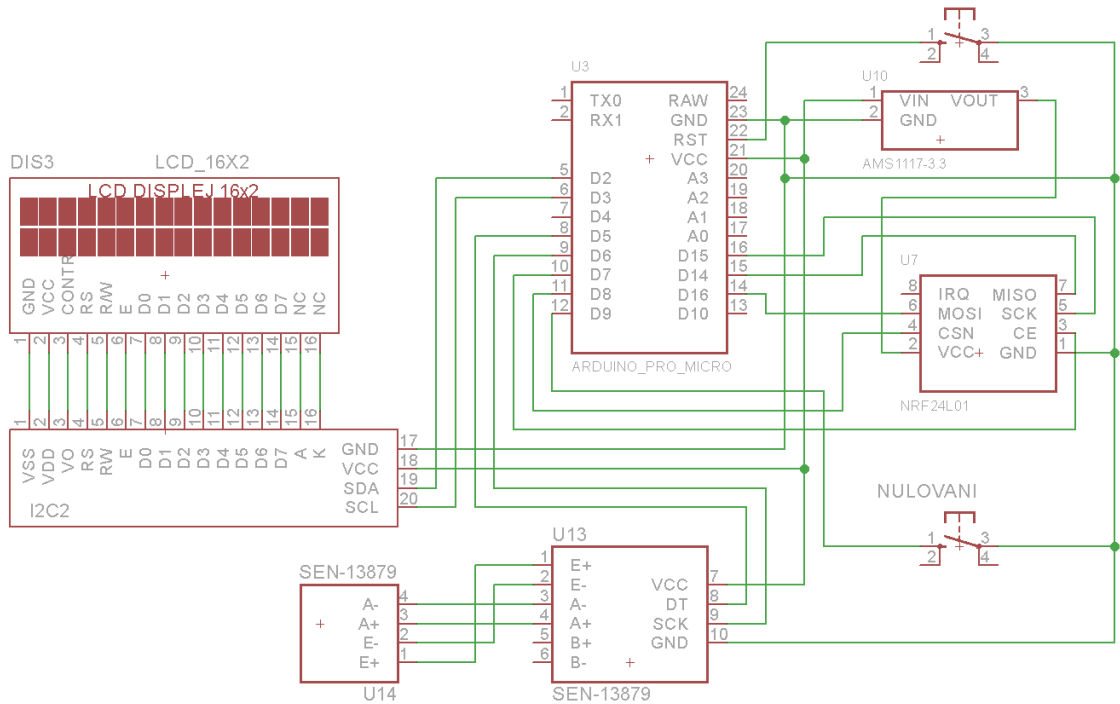 U3
1 TX0 RAW 24
2 RX1 GND 23
RST 22
VCC 21
5 D2 A3 20
6 D3 A2 19
7 D4 A1 18
8 D5 A0 17
9 D6 D15 16
10 D7 D14 15
11 D8 D16 14
12 D9 D10 13
ARDUINO_PRO_MICRO
1 3
2 4
U10
1 VIN VOUT 3
2 GND
AMS1117-3.3
U7
8 IRQ MISO 7
6 MOSI SCK 5
4 CSN CE 3
2 VCC GND 1
NRF24L01
DIS3 LCD_16X2
LCD DISPLEJ 16x2
GND VCC CONTR RS R/W E D0 D1 D2 D3 D4 D5 D6 D7 NC NC
1 2 3 4 5 6 7 8 9 10 11 12 13 14 15 16
1 2 3 4 5 6 7 8 9 10 11 12 13 14 15 16
VSS VDD VO RS RW E D0 D1 D2 D3 D4 D5 D6 D7 A K
GND 17
VCC 18
SDA 19
SCL 20
I2C2
NULOVANI
1 3
2 4
U13
1 E+
2 E- VCC 7
3 A- DT 8
4 A+ SCK 9
5 B+ GND 10
6 B-
SEN-13879
SEN-13879
A- 4
A+ 3
E- 2
E+ 1
U14